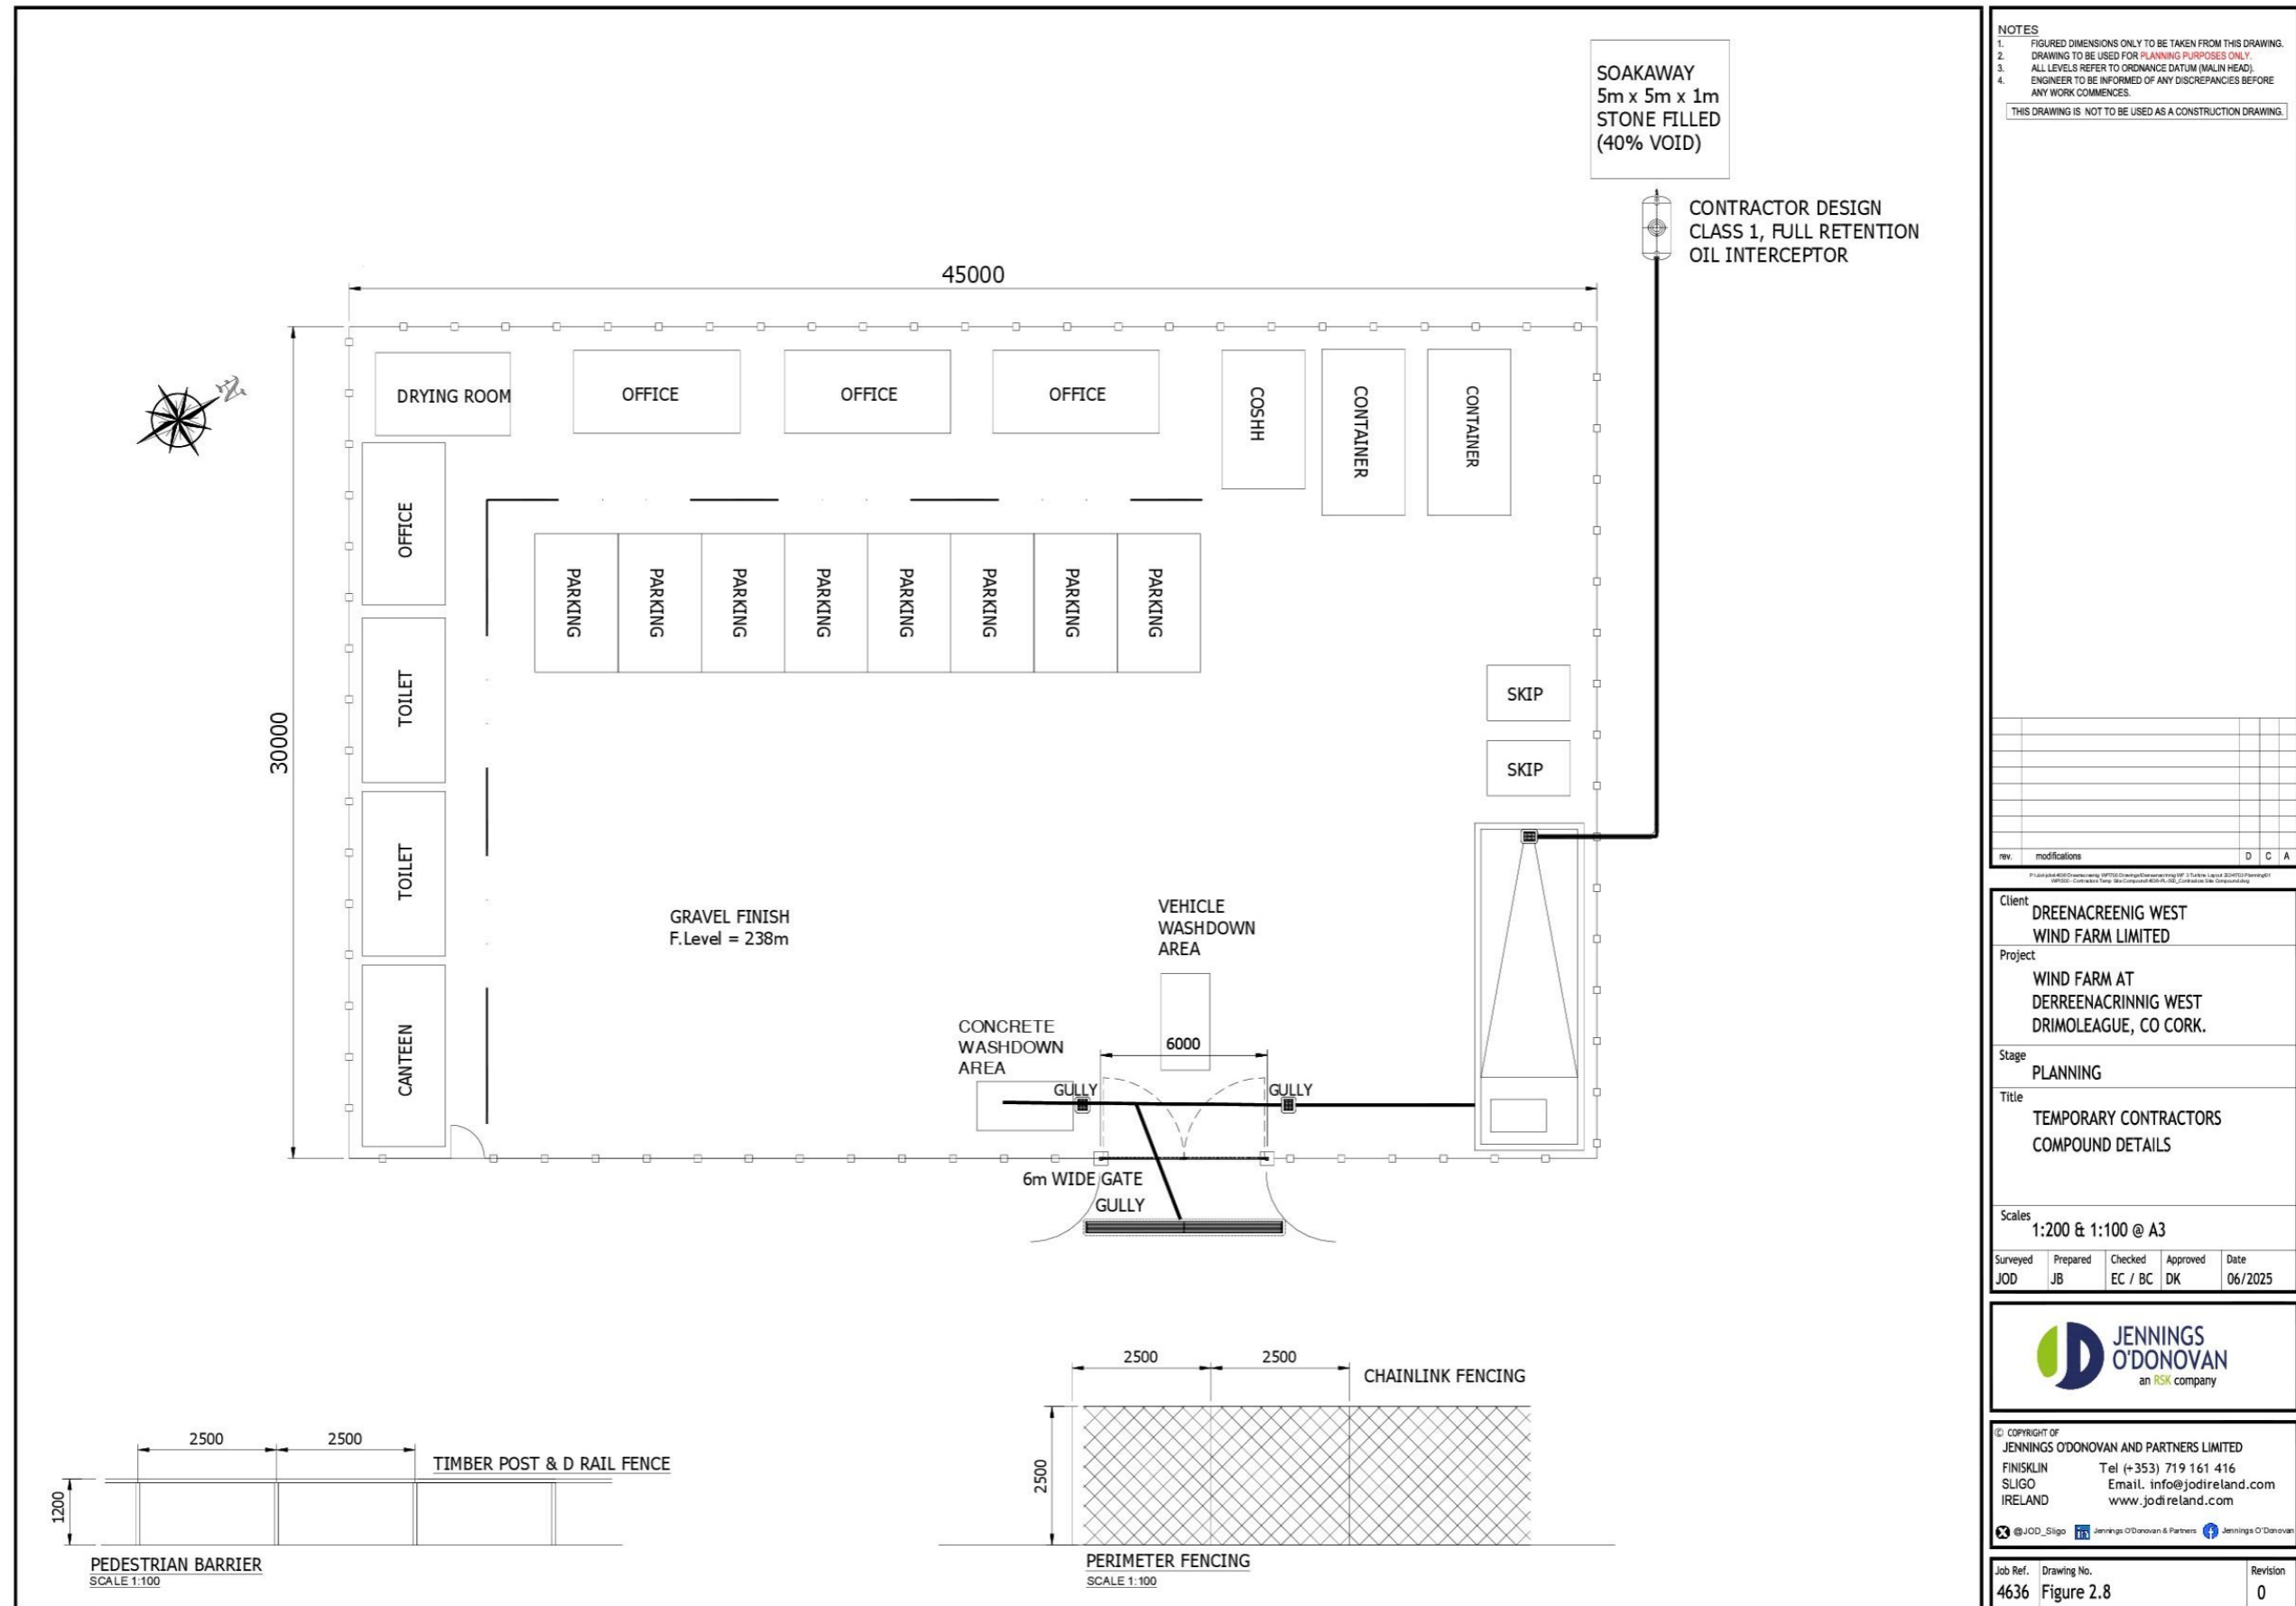 SOAKAWAY
5m x 5m x 1m
STONE FILLED
(40% VOID)
CONTRACTOR DESIGN
CLASS 1, FULL RETENTION
OIL INTERCEPTOR
45000
30000
N
DRYING ROOM
OFFICE
OFFICE
OFFICE
COSHH
CONTAINER
CONTAINER
OFFICE
TOILET
TOILET
CANTEEN
PARKING
PARKING
PARKING
PARKING
PARKING
PARKING
PARKING
PARKING
SKIP
SKIP
GRAVEL FINISH
F.Level = 238m
VEHICLE
WASHDOWN
AREA
CONCRETE
WASHDOWN
AREA
6000
GULLY
GULLY
6m WIDE GATE
GULLY
2500
2500
TIMBER POST & D RAIL FENCE
1200
PEDESTRIAN BARRIER
SCALE 1:100
2500
2500
CHAINLINK FENCING
2500
PERIMETER FENCING
SCALE 1:100
NOTES
1. FIGURED DIMENSIONS ONLY TO BE TAKEN FROM THIS DRAWING.
2. DRAWING TO BE USED FOR PLANNING PURPOSES ONLY.
3. ALL LEVELS REFER TO ORDNANCE DATUM (MALIN HEAD).
4. ENGINEER TO BE INFORMED OF ANY DISCREPANCIES BEFORE
ANY WORK COMMENCES.
THIS DRAWING IS NOT TO BE USED AS A CONSTRUCTION DRAWING.
rev. modifications D C A
Client
DREENACREENIG WEST
WIND FARM LIMITED
Project
WIND FARM AT
DERREENACRINNIG WEST
DRIMOLEAGUE, CO CORK.
Stage
PLANNING
Title
TEMPORARY CONTRACTORS
COMPOUND DETAILS
Scales
1:200 & 1:100 @ A3
Surveyed Prepared Checked Approved Date
JOD JB EC / BC DK 06/2025
JENNINGS
O'DONOVAN
an RSK company
© COPYRIGHT OF
JENNINGS O'DONOVAN AND PARTNERS LIMITED
FINISKLIN Tel (+353) 719 161 416
SLIGO Email. info@jodireland.com
IRELAND www.jodireland.com
@JOD_Sligo in Jennings O'Donovan & Partners f Jennings O'Donovan
Job Ref. Drawing No. Revision
4636 Figure 2.8 0